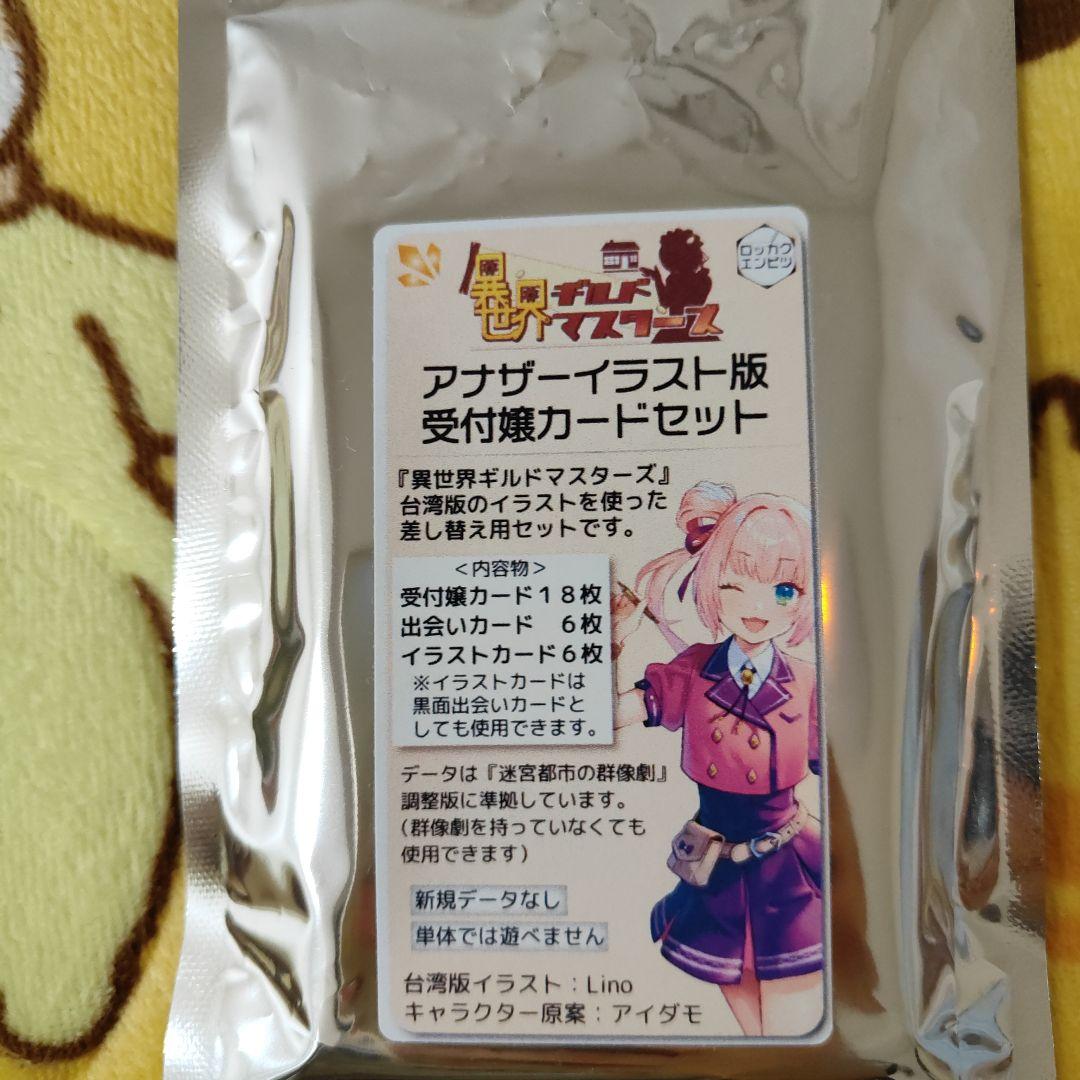 異世界ギルド
マスターズ
ロッカク
エンピツ
アナザーイラスト版
受付嬢カードセット
『異世界ギルドマスターズ』
台湾版のイラストを使った
差し替え用セットです。
＜内容物＞
受付嬢カード１８枚
出会いカード　６枚
イラストカード６枚
※イラストカードは
黒面出会いカードと
しても使用できます。
データは『迷宮都市の群像劇』
調整版に準拠しています。
（群像劇を持っていなくても
使用できます）
新規データなし
単体では遊べません
台湾版イラスト：Lino
キャラクター原案：アイダモ